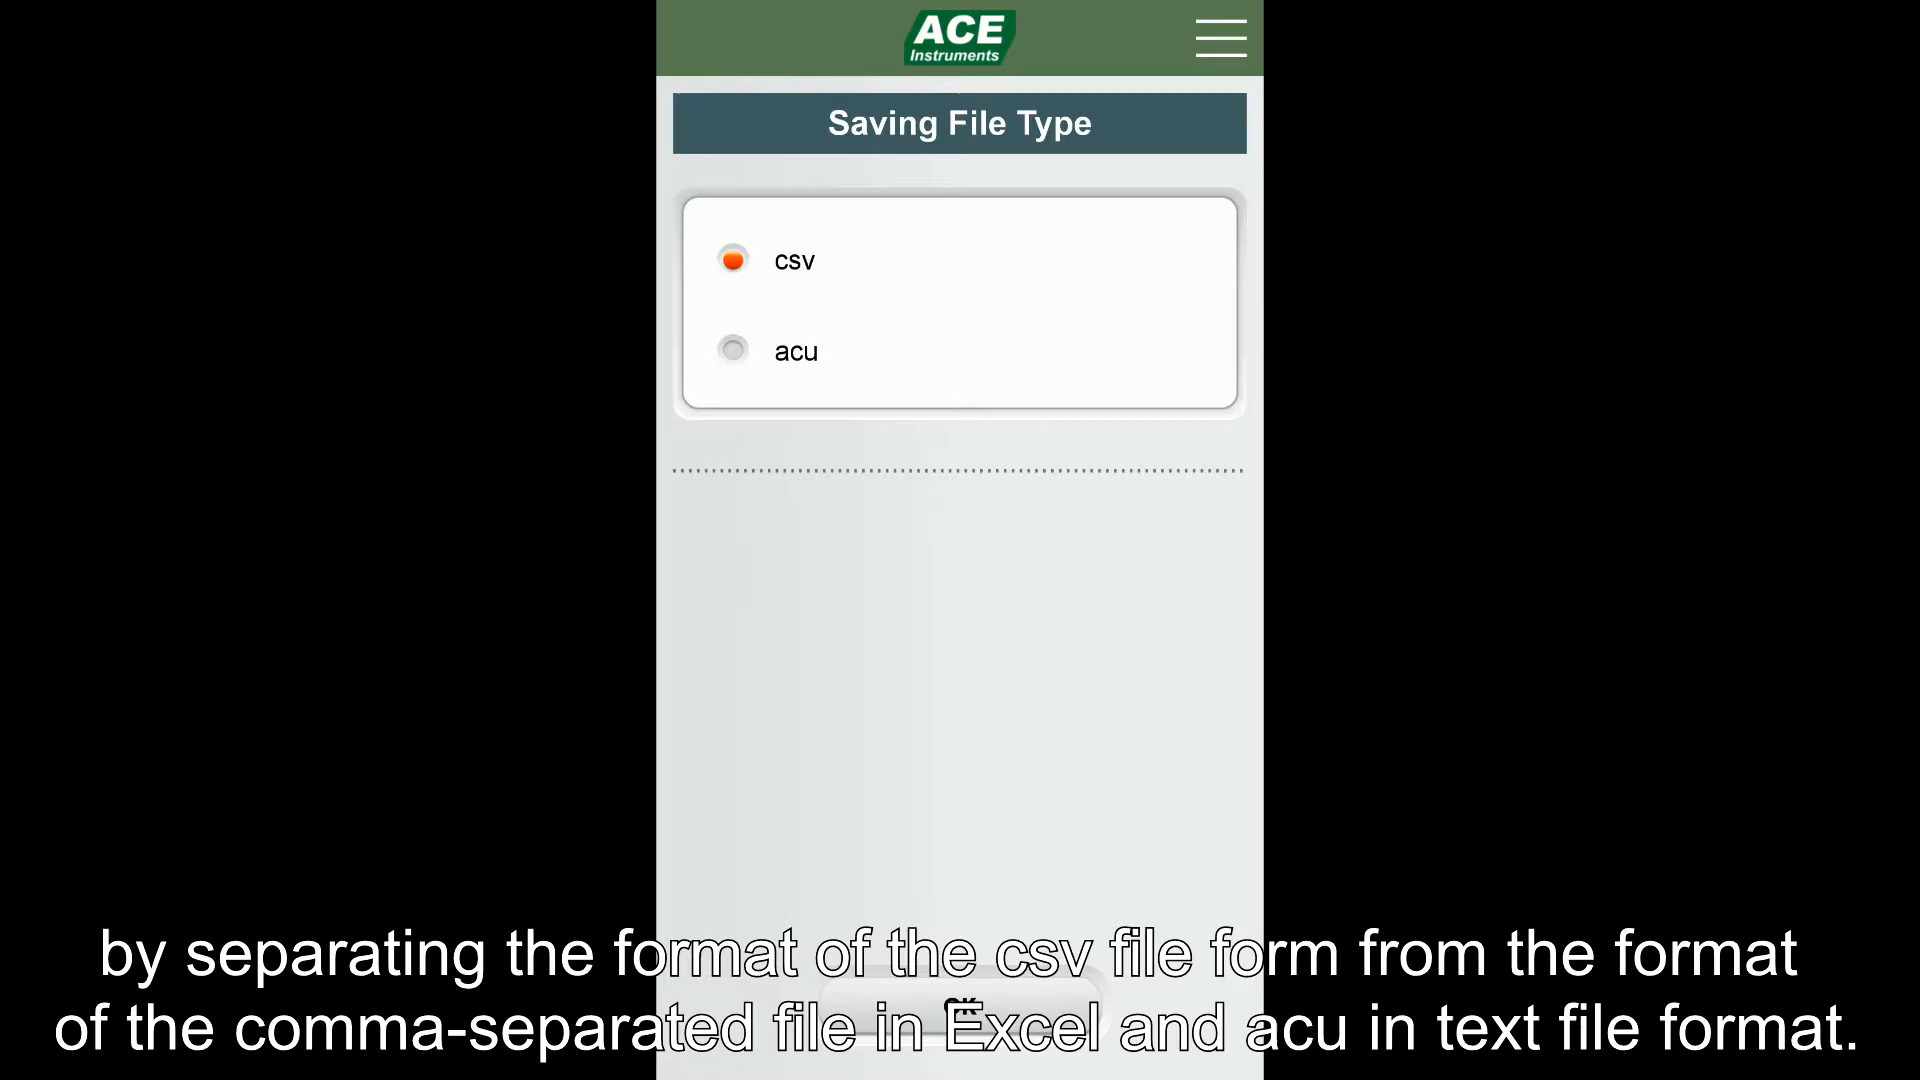 ACE
Instruments
Saving File Type
csv
acu
OK
by separating the format of the csv file form from the format
of the comma-separated file in Excel and acu in text file format.